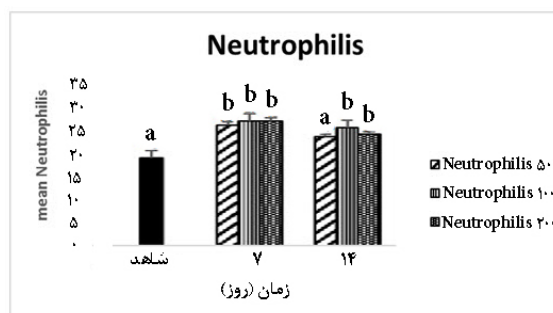 Neutrophilis
mean Neutrophilis
۳۵
۳۰
۲۵
۲۰
۱۵
۱۰
۵
۰
a
b b b
a b b
شاهد ۷ ۱۴
زمان (روز)
Neutrophilis ۵۰
Neutrophilis ۱۰۰
Neutrophilis ۲۰۰